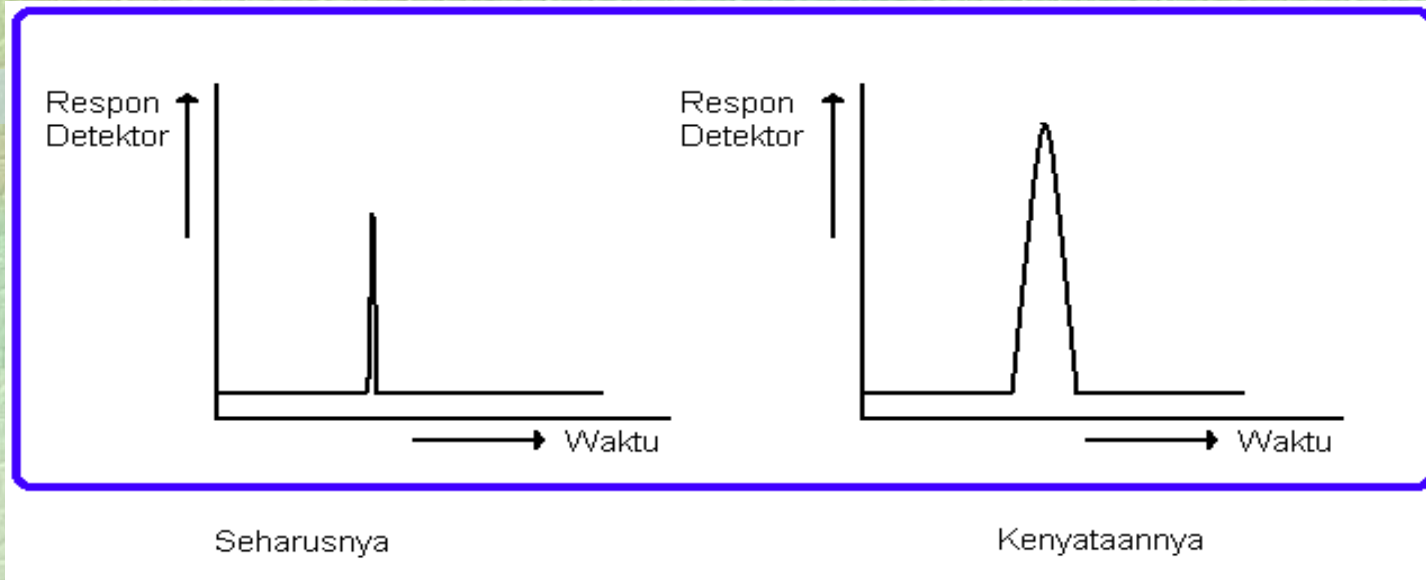 Respon
Detektor
Waktu
Respon
Detektor
Waktu
Seharusnya
Kenyataannya